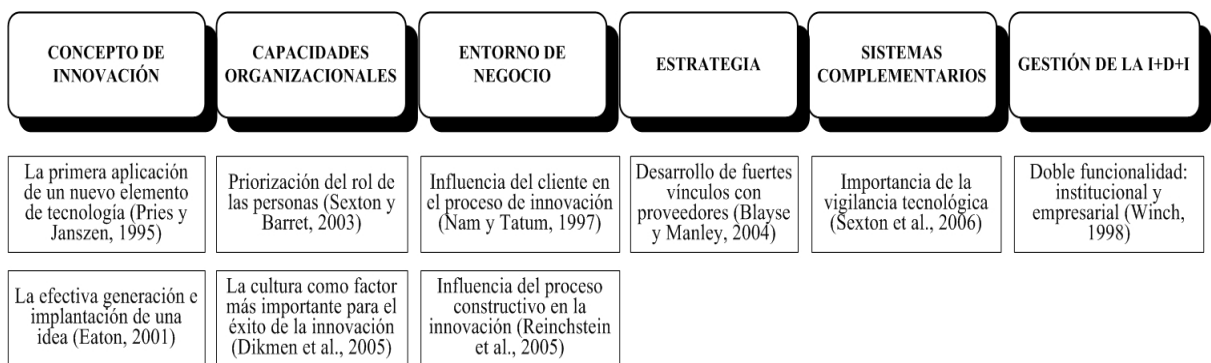 CONCEPTO DE
INNOVACIÓN
CAPACIDADES
ORGANIZACIONALES
ENTORNO DE
NEGOCIO
ESTRATEGIA
SISTEMAS
COMPLEMENTARIOS
GESTIÓN DE LA I+D+I
La primera aplicación
de un nuevo elemento
de tecnología (Pries y
Janszen, 1995)
Priorización del rol de
las personas (Sexton y
Barret, 2003)
Influencia del cliente en
el proceso de innovación
(Nam y Tatum, 1997)
Desarrollo de fuertes
vínculos con
proveedores (Blayse
y Manley, 2004)
Importancia de la
vigilancia tecnológica
(Sexton et al., 2006)
Doble funcionalidad:
institucional y
empresarial (Winch,
1998)
La efectiva generación e
implantación de una
idea (Eaton, 2001)
La cultura como factor
más importante para el
éxito de la innovación
(Dikmen et al., 2005)
Influencia del proceso
constructivo en la
innovación (Reinchstein
et al., 2005)